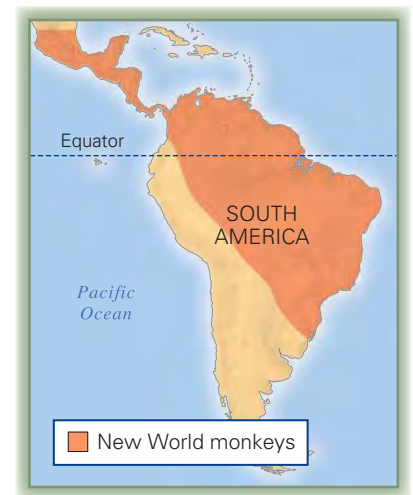 Equator
SOUTH
AMERICA
Pacific
Ocean
New World monkeys